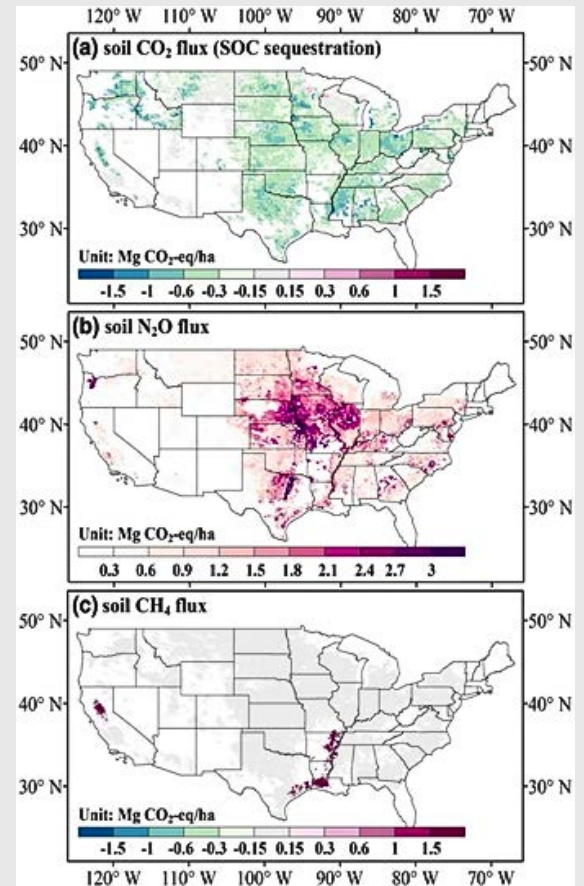 120° W 110° W 100° W 90° W 80° W 70° W
(a) soil CO₂ flux (SOC sequestration)
50° N 50° N
40° N 40° N
30° N 30° N
Unit: Mg CO₂-eq/ha
-1.5 -1 -0.6 -0.3 -0.15 0.15 0.3 0.6 1 1.5
(b) soil N₂O flux
50° N 50° N
40° N 40° N
30° N 30° N
Unit: Mg CO₂-eq/ha
0.3 0.6 0.9 1.2 1.5 1.8 2.1 2.4 2.7 3
(c) soil CH₄ flux
50° N 50° N
40° N 40° N
30° N 30° N
Unit: Mg CO₂-eq/ha
-1.5 -1 -0.6 -0.3 -0.15 0.15 0.3 0.6 1 1.5
120° W 110° W 100° W 90° W 80° W 70° W